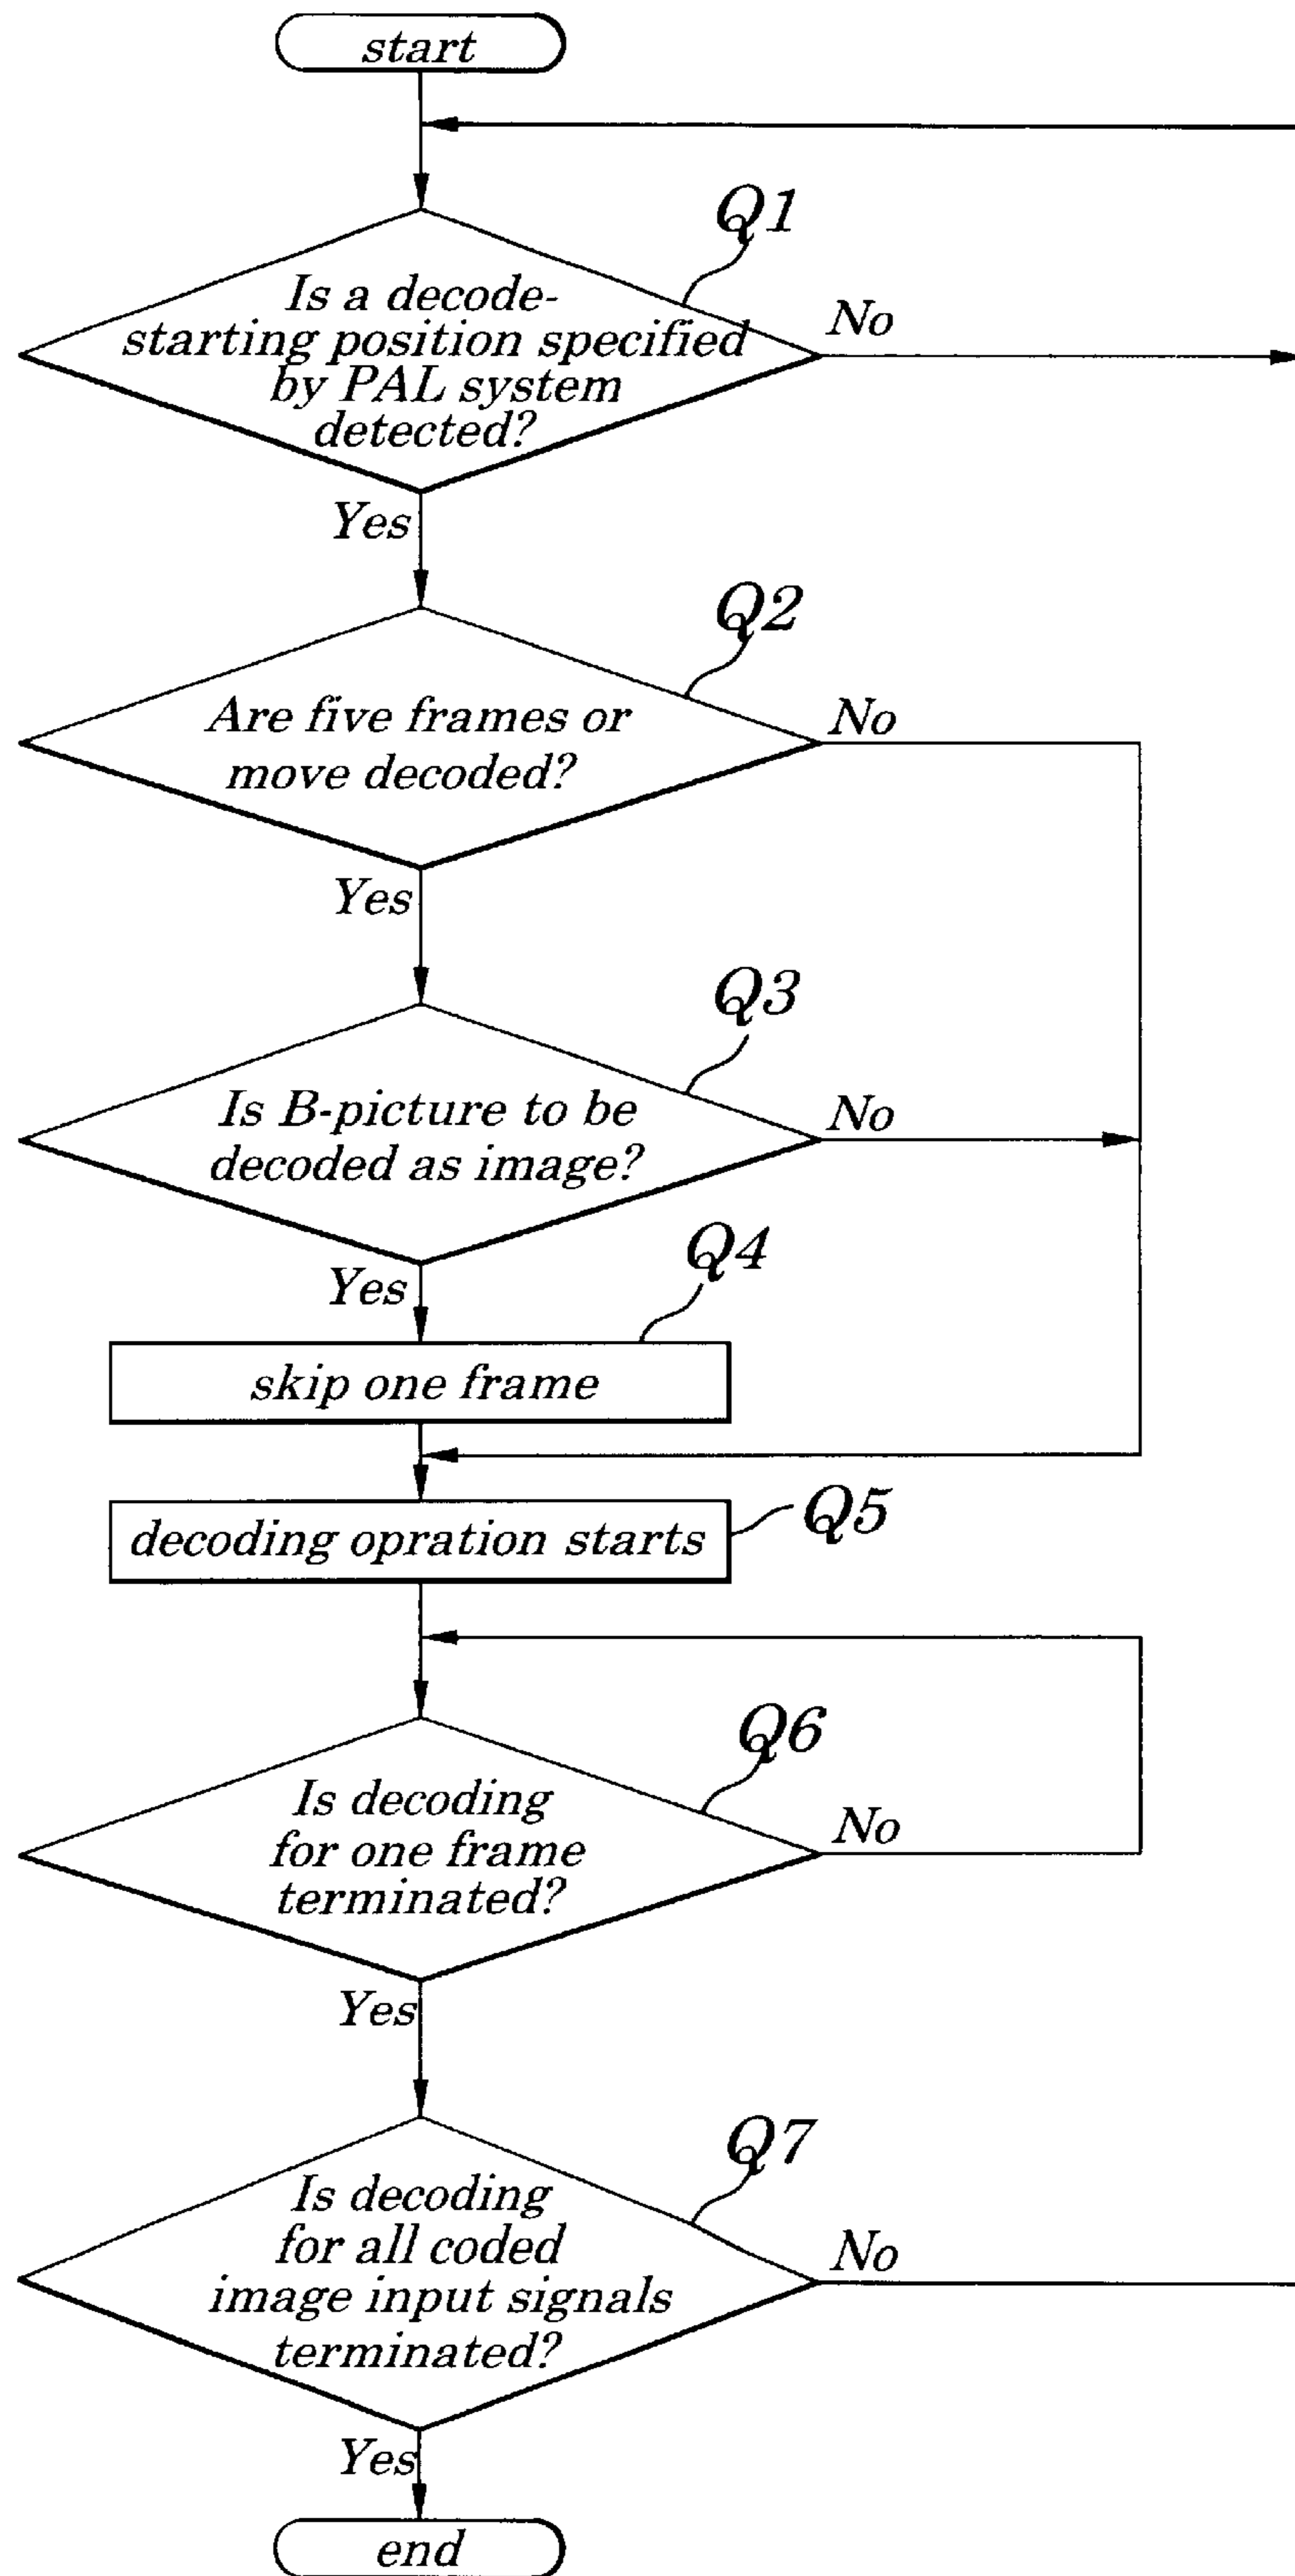 start
Q1
Is a decode-
starting position specified
by PAL system
detected?
No
Yes
Q2
Are five frames or
move decoded?
No
Yes
Q3
Is B-picture to be
decoded as image?
No
Yes
Q4
skip one frame
decoding opration starts
Q5
Q6
Is decoding
for one frame
terminated?
No
Yes
Q7
Is decoding
for all coded
image input signals
terminated?
No
Yes
end